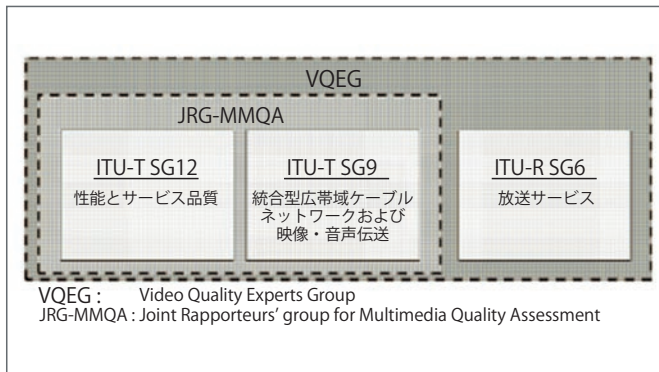 VQEG
JRG-MMQA
ITU-T SG12
性能とサービス品質
ITU-T SG9
統合型広帯域ケーブル
ネットワークおよび
映像・音声伝送
ITU-R SG6
放送サービス
VQEG : Video Quality Experts Group
JRG-MMQA : Joint Rapporteurs’ group for Multimedia Quality Assessment